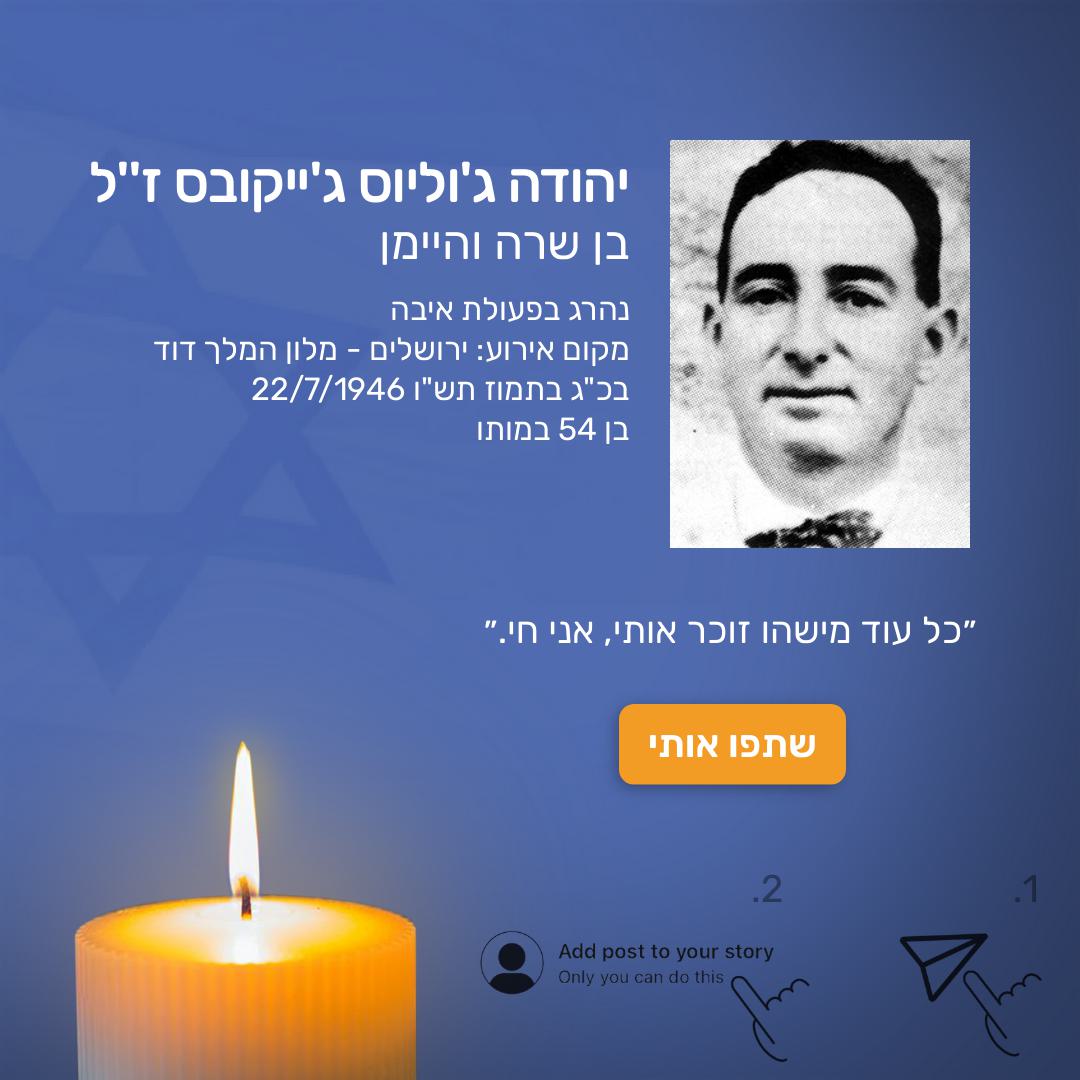 יהודה ג'וליוס ג'ייקובס ז"ל
בן שרה והיימן
נהרג בפעולת איבה
מקום אירוע: ירושלים - מלון המלך דוד
בכ"ג בתמוז תש"ו 22/7/1946
בן 54 במותו
״כל עוד מישהו זוכר אותי, אני חי.״
שתפו אותי
1.
2.
Add post to your story
Only you can do this